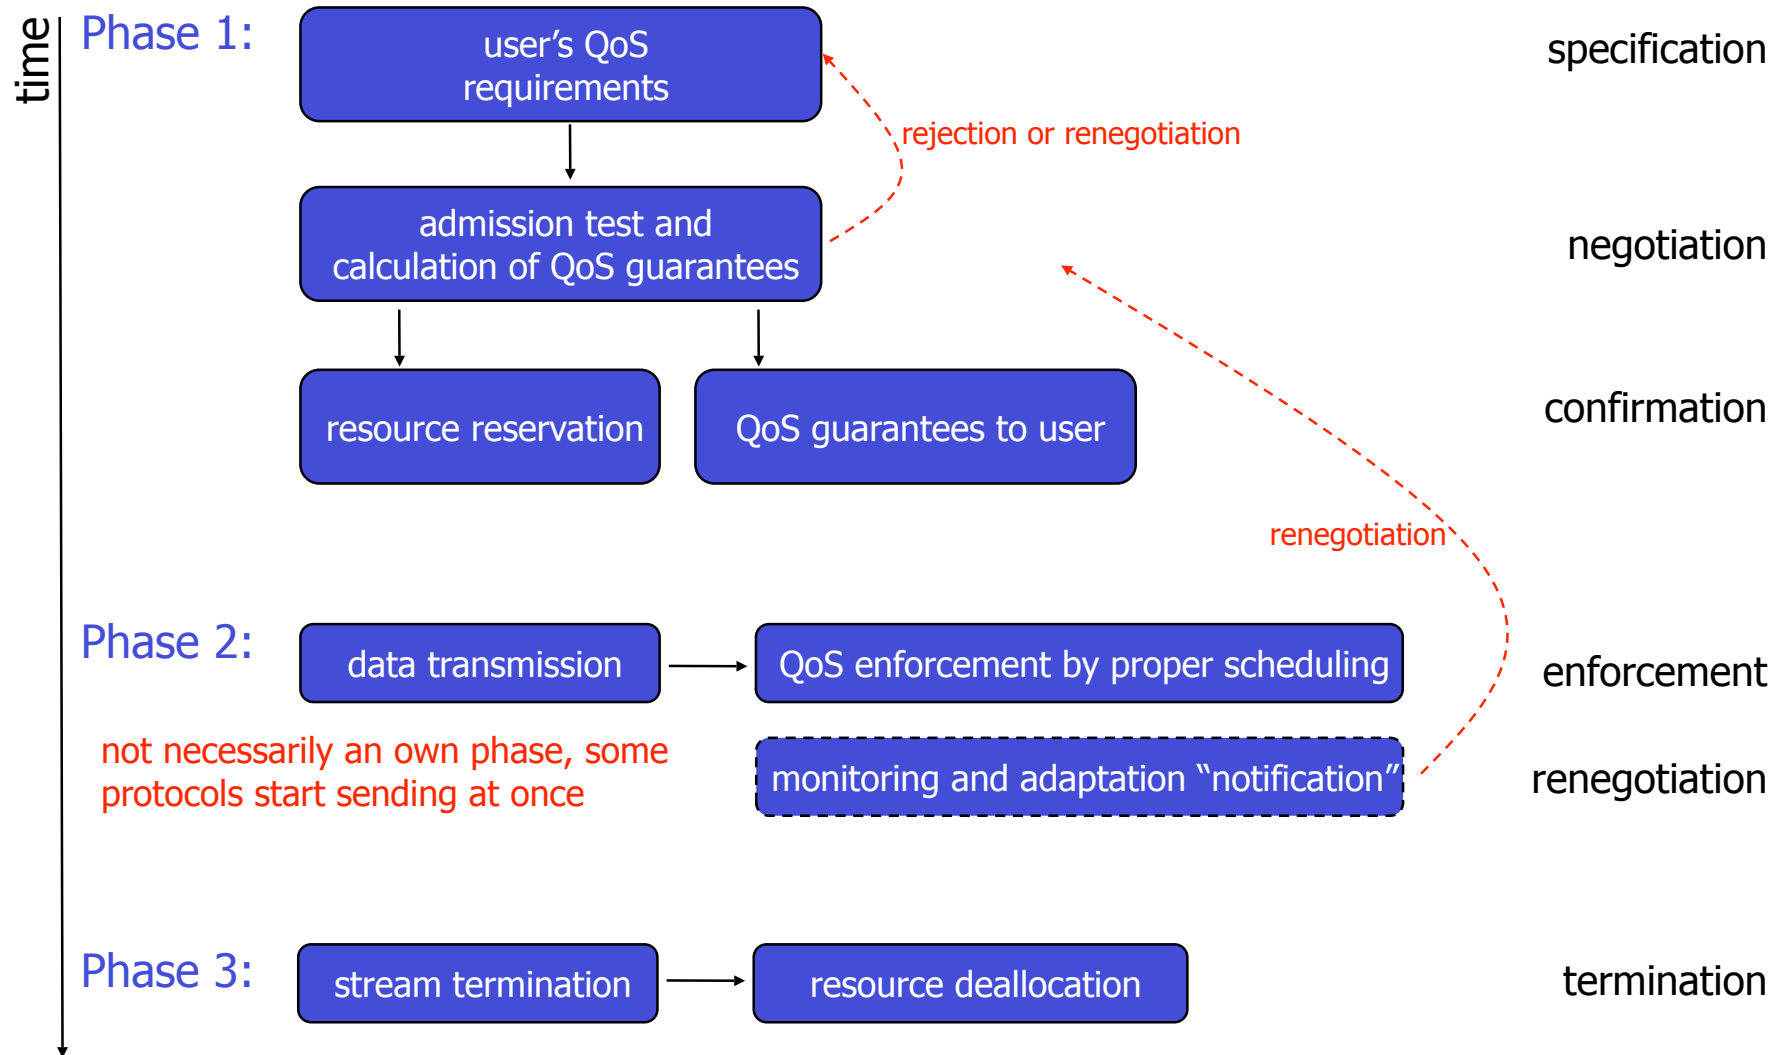 time
Phase 1:
user’s QoS
requirements
specification
rejection or renegotiation
admission test and
calculation of QoS guarantees
negotiation
resource reservation
QoS guarantees to user
confirmation
renegotiation
Phase 2:
data transmission
QoS enforcement by proper scheduling
enforcement
not necessarily an own phase, some
protocols start sending at once
monitoring and adaptation “notification”
renegotiation
Phase 3:
stream termination
resource deallocation
termination